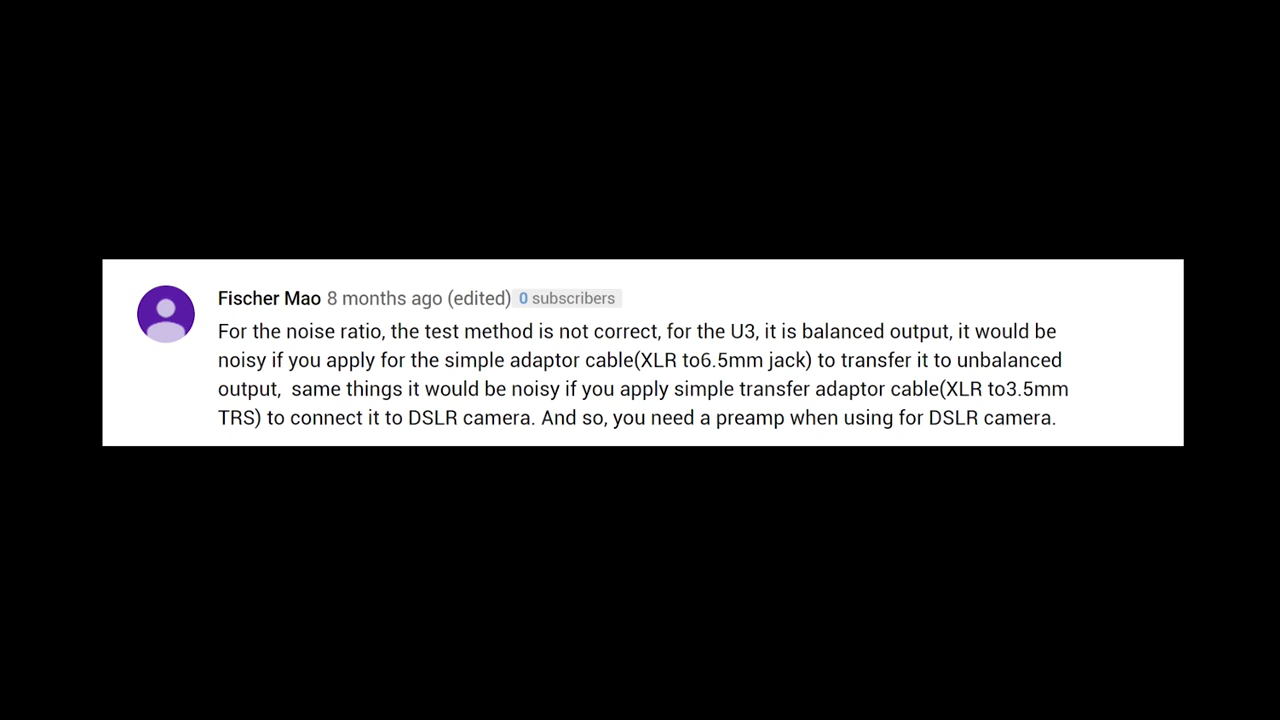 Fischer Mao 8 months ago (edited) 0 subscribers
For the noise ratio, the test method is not correct, for the U3, it is balanced output, it would be
noisy if you apply for the simple adaptor cable(XLR to6.5mm jack) to transfer it to unbalanced
output,  same things it would be noisy if you apply simple transfer adaptor cable(XLR to3.5mm
TRS) to connect it to DSLR camera. And so, you need a preamp when using for DSLR camera.